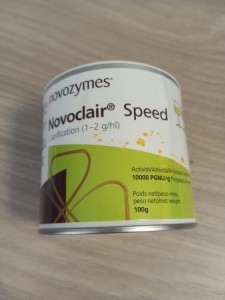 novozymes®
Novoclair® Speed
Clarification (1-2 g/hl)
10000 PGNU/g
Poids net/peso neto/
peso netto/net weight
100g